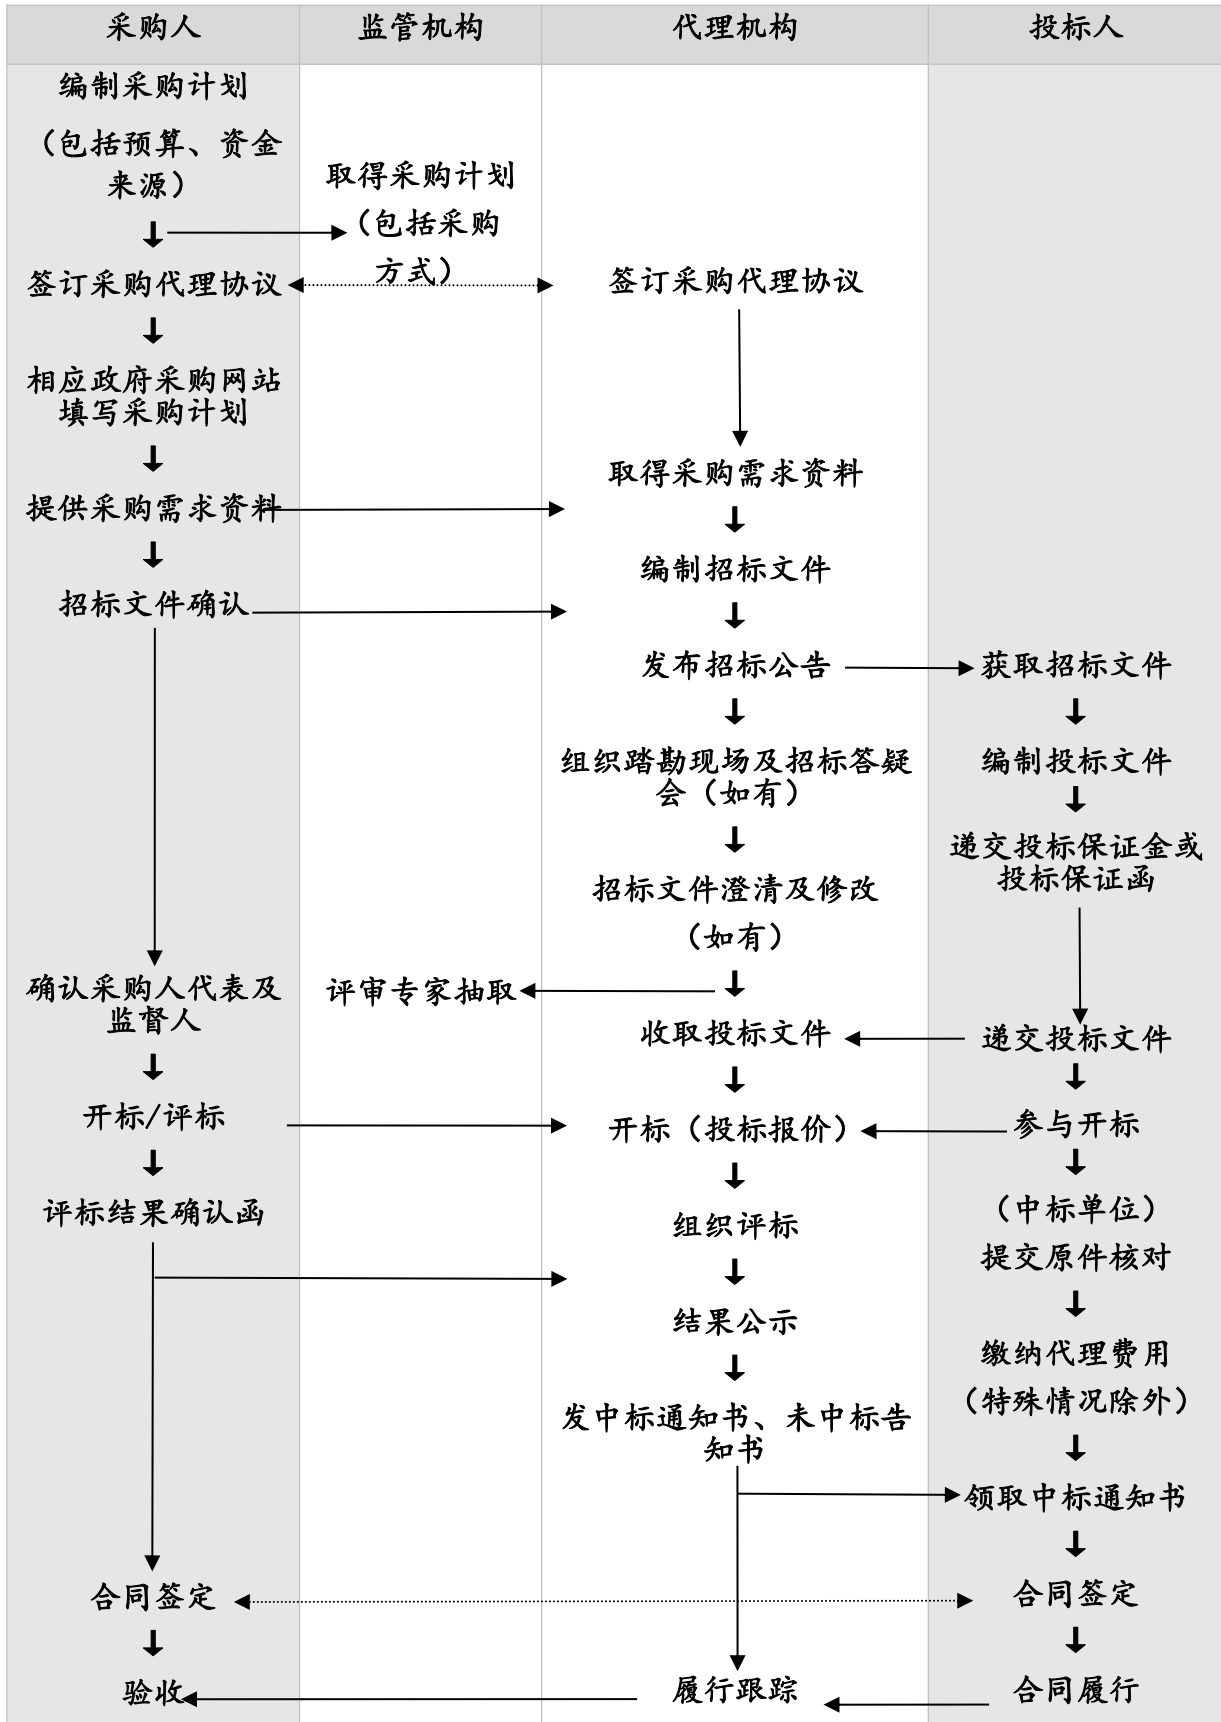 采购人
监管机构
代理机构
投标人
编制采购计划
（包括预算、资金
来源）
签订采购代理协议
相应政府采购网站
填写采购计划
提供采购需求资料
招标文件确认
确认采购人代表及
监督人
开标/评标
评标结果确认函
合同签定
验收
取得采购计划
（包括采购
方式）
评审专家抽取
签订采购代理协议
取得采购需求资料
编制招标文件
发布招标公告
组织踏勘现场及招标答疑
会（如有）
招标文件澄清及修改
（如有）
收取投标文件
开标（投标报价）
组织评标
结果公示
发中标通知书、未中标告
知书
履行跟踪
获取招标文件
编制投标文件
递交投标保证金或
投标保证函
递交投标文件
参与开标
（中标单位）
提交原件核对
缴纳代理费用
（特殊情况除外）
领取中标通知书
合同签定
合同履行